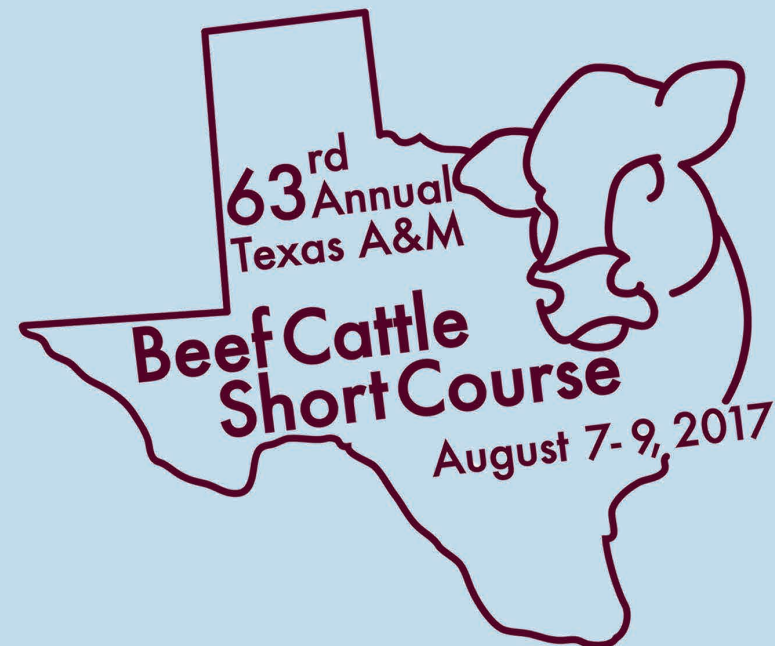 63rd Annual
Texas A&M
Beef Cattle
Short Course
August 7-9, 2017